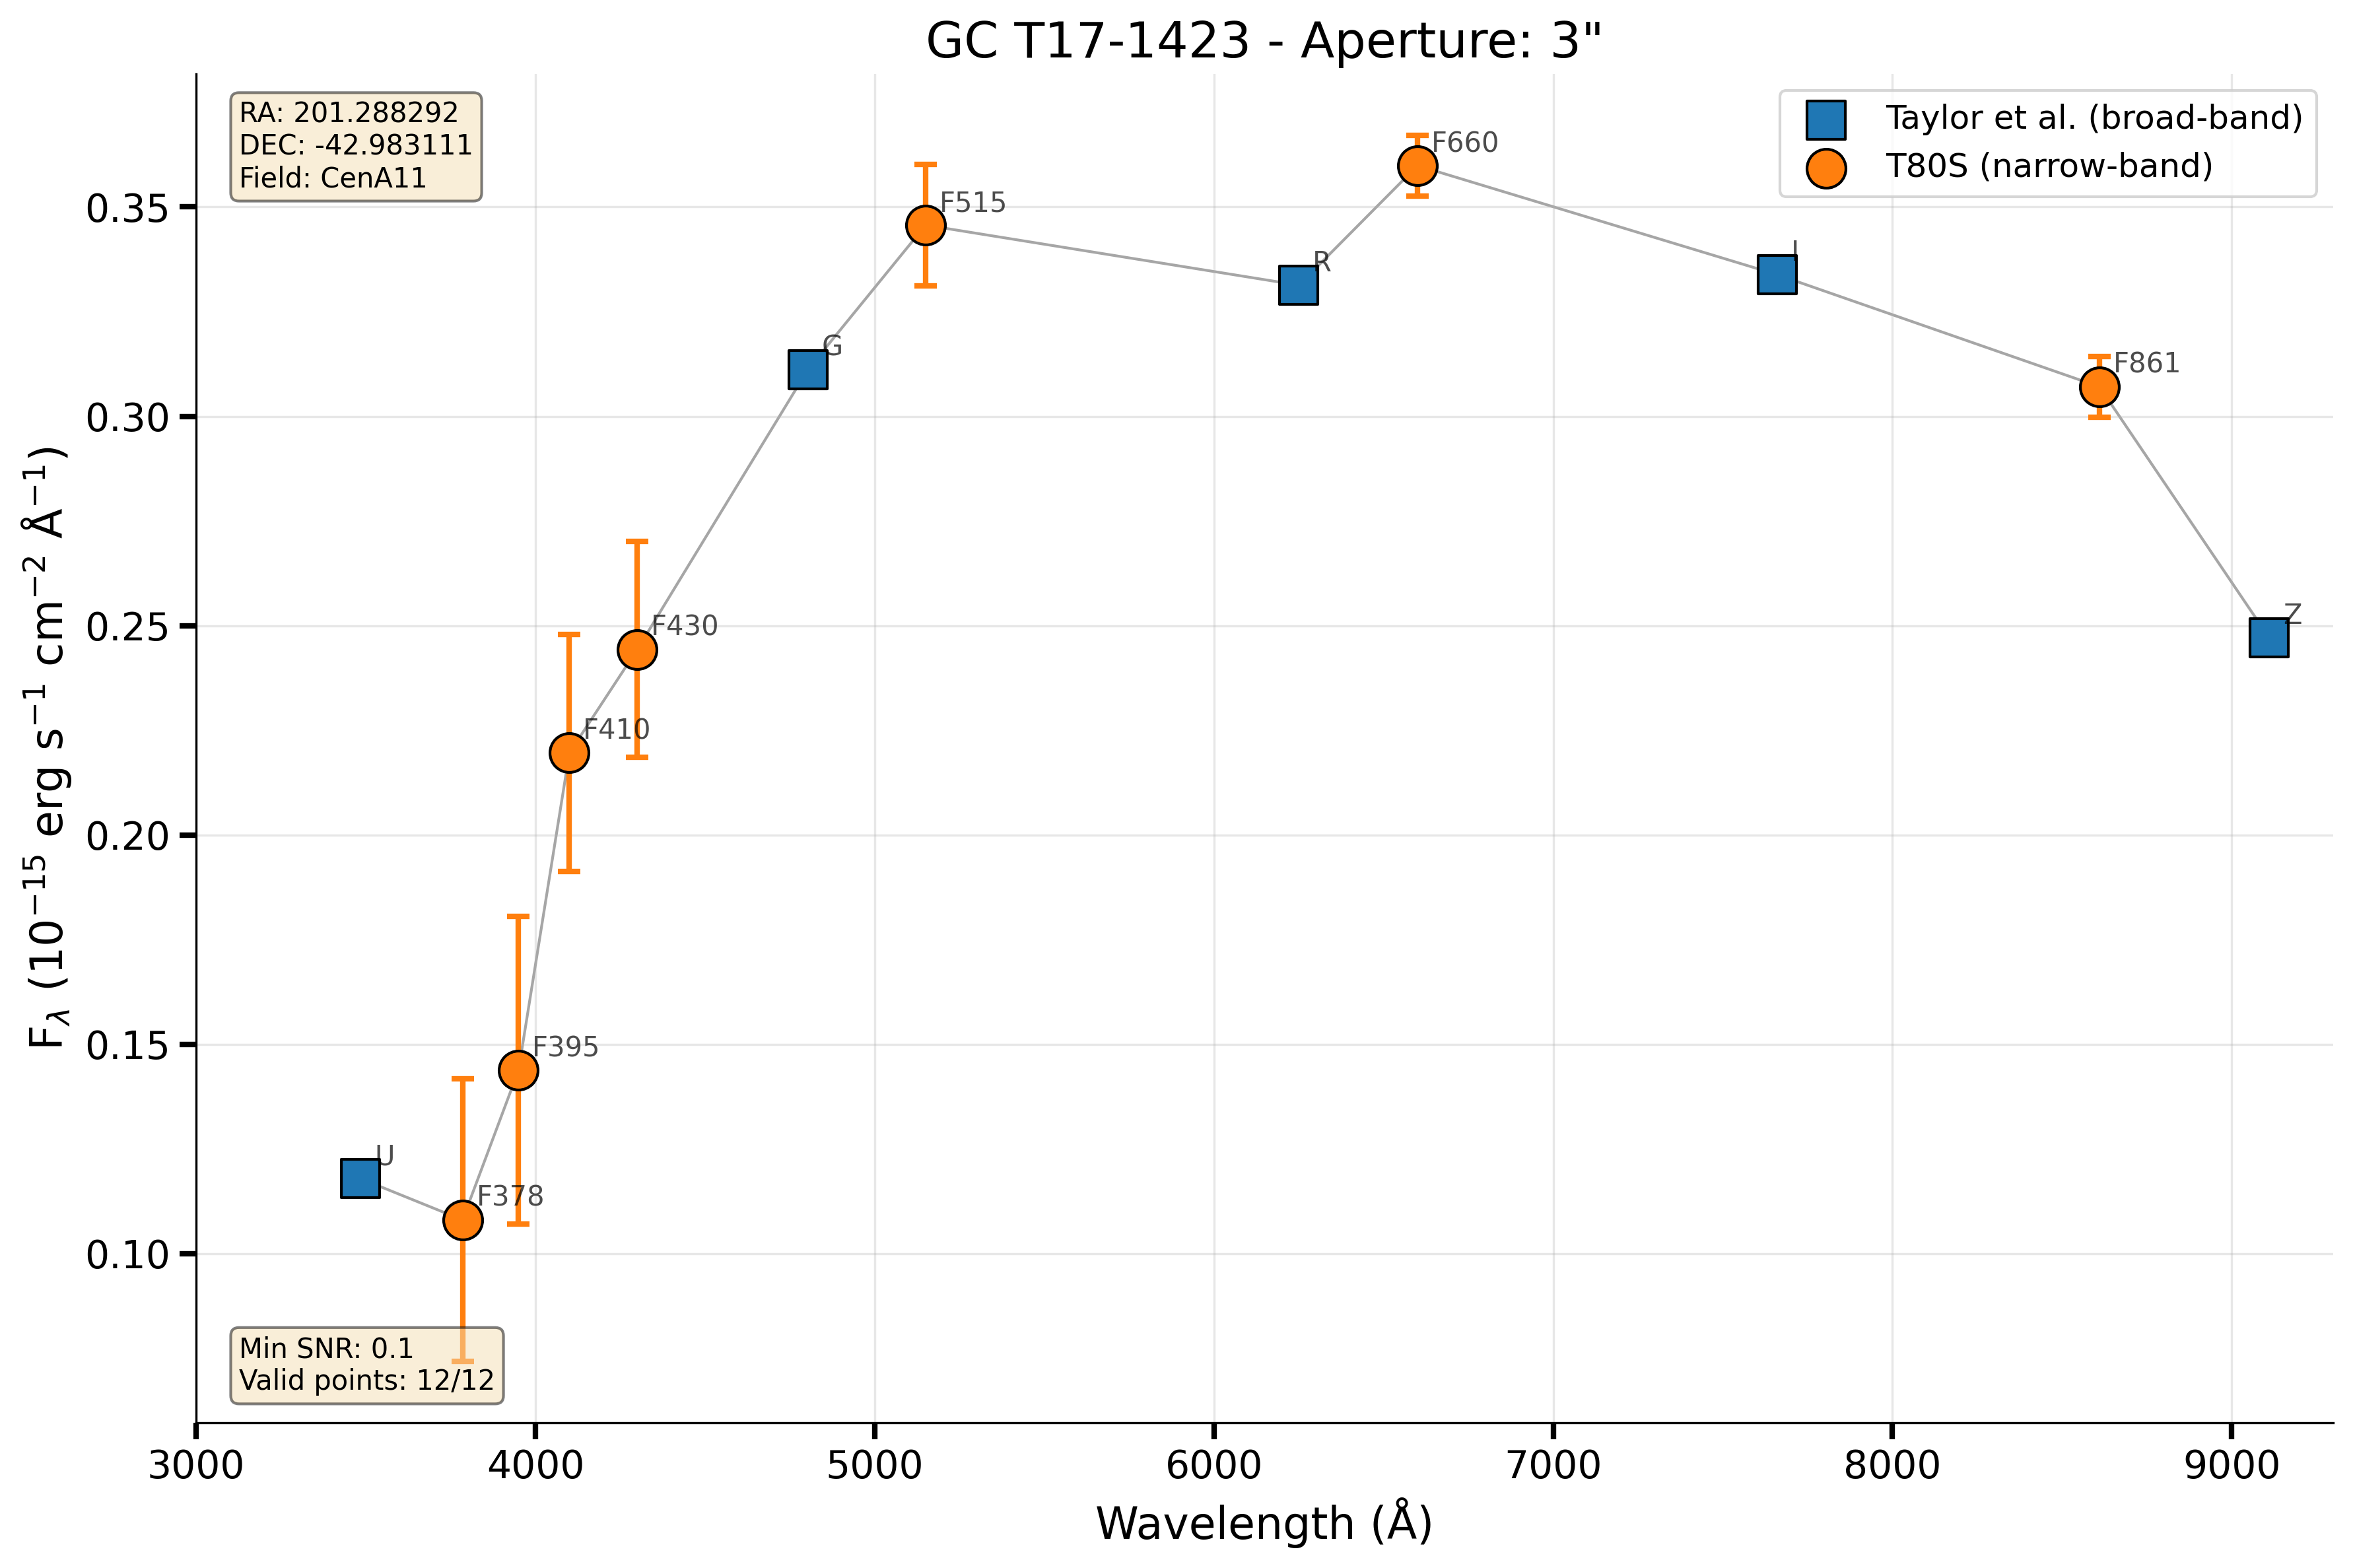 GC T17-1423 - Aperture: 3"
RA: 201.288292
DEC: -42.983111
Field: CenA11
Taylor et al. (broad-band)
T80S (narrow-band)
F660
F515
R
I
G
F861
F430
Z
F410
F395
U
F378
Min SNR: 0.1
Valid points: 12/12
0.35
0.30
0.25
0.20
0.15
0.10
F_λ (10⁻¹⁵ erg s⁻¹ cm⁻² Å⁻¹)
3000 4000 5000 6000 7000 8000 9000
Wavelength (Å)